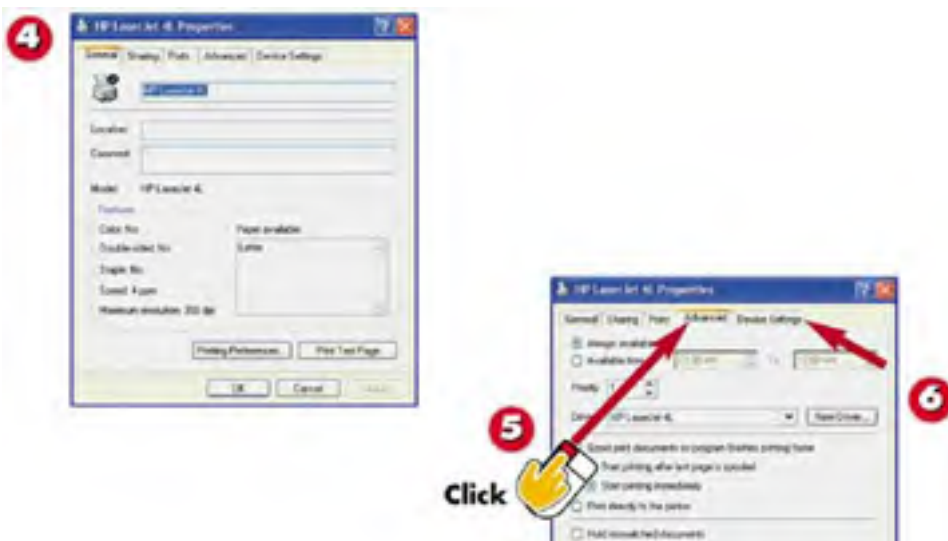 4
HP LaserJet 4L Properties
General Sharing Ports Advanced Device Settings
HP LaserJet 4L
Location:
Comment:
Model: HP LaserJet 4L
Features
Color: No
Paper available:
Double-sided: No
Letter
Staple: No
Speed: 4 ppm
Maximum resolution: 300 dpi
Printing Preferences... Print Test Page
OK Cancel Apply
HP LaserJet 4L Properties
General Sharing Ports Advanced Device Settings
Always available
Available from
To
Priority: 1
HP LaserJet 4L
New Driver...
5
6
Spool print documents so program finishes printing faster
Start printing after last page is spooled
Start printing immediately
Print directly to the printer
Click
Hold mismatched documents